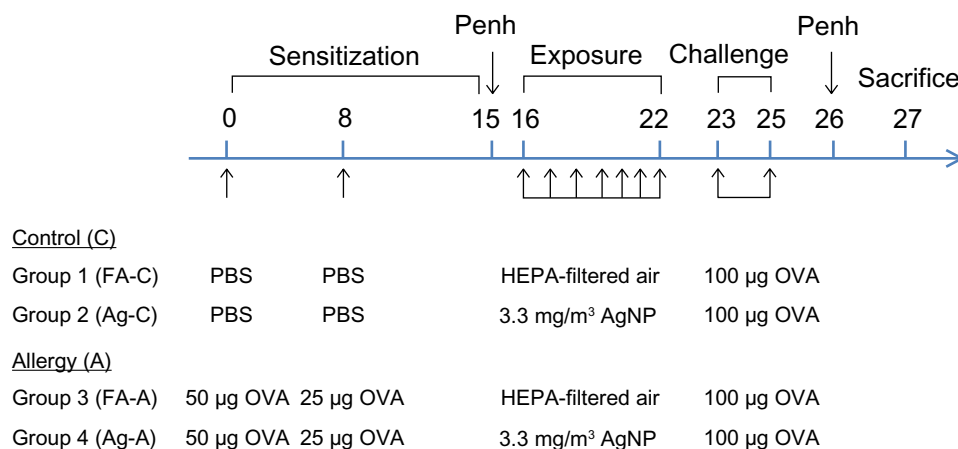 Penh Penh
Sensitization Exposure Challenge
Sacrifice
0 8 15 16 22 23 25 26 27
Control (C)
Group 1 (FA-C) PBS PBS HEPA-filtered air 100 µg OVA
Group 2 (Ag-C) PBS PBS 3.3 mg/m³ AgNP 100 µg OVA
Allergy (A)
Group 3 (FA-A) 50 µg OVA 25 µg OVA HEPA-filtered air 100 µg OVA
Group 4 (Ag-A) 50 µg OVA 25 µg OVA 3.3 mg/m³ AgNP 100 µg OVA